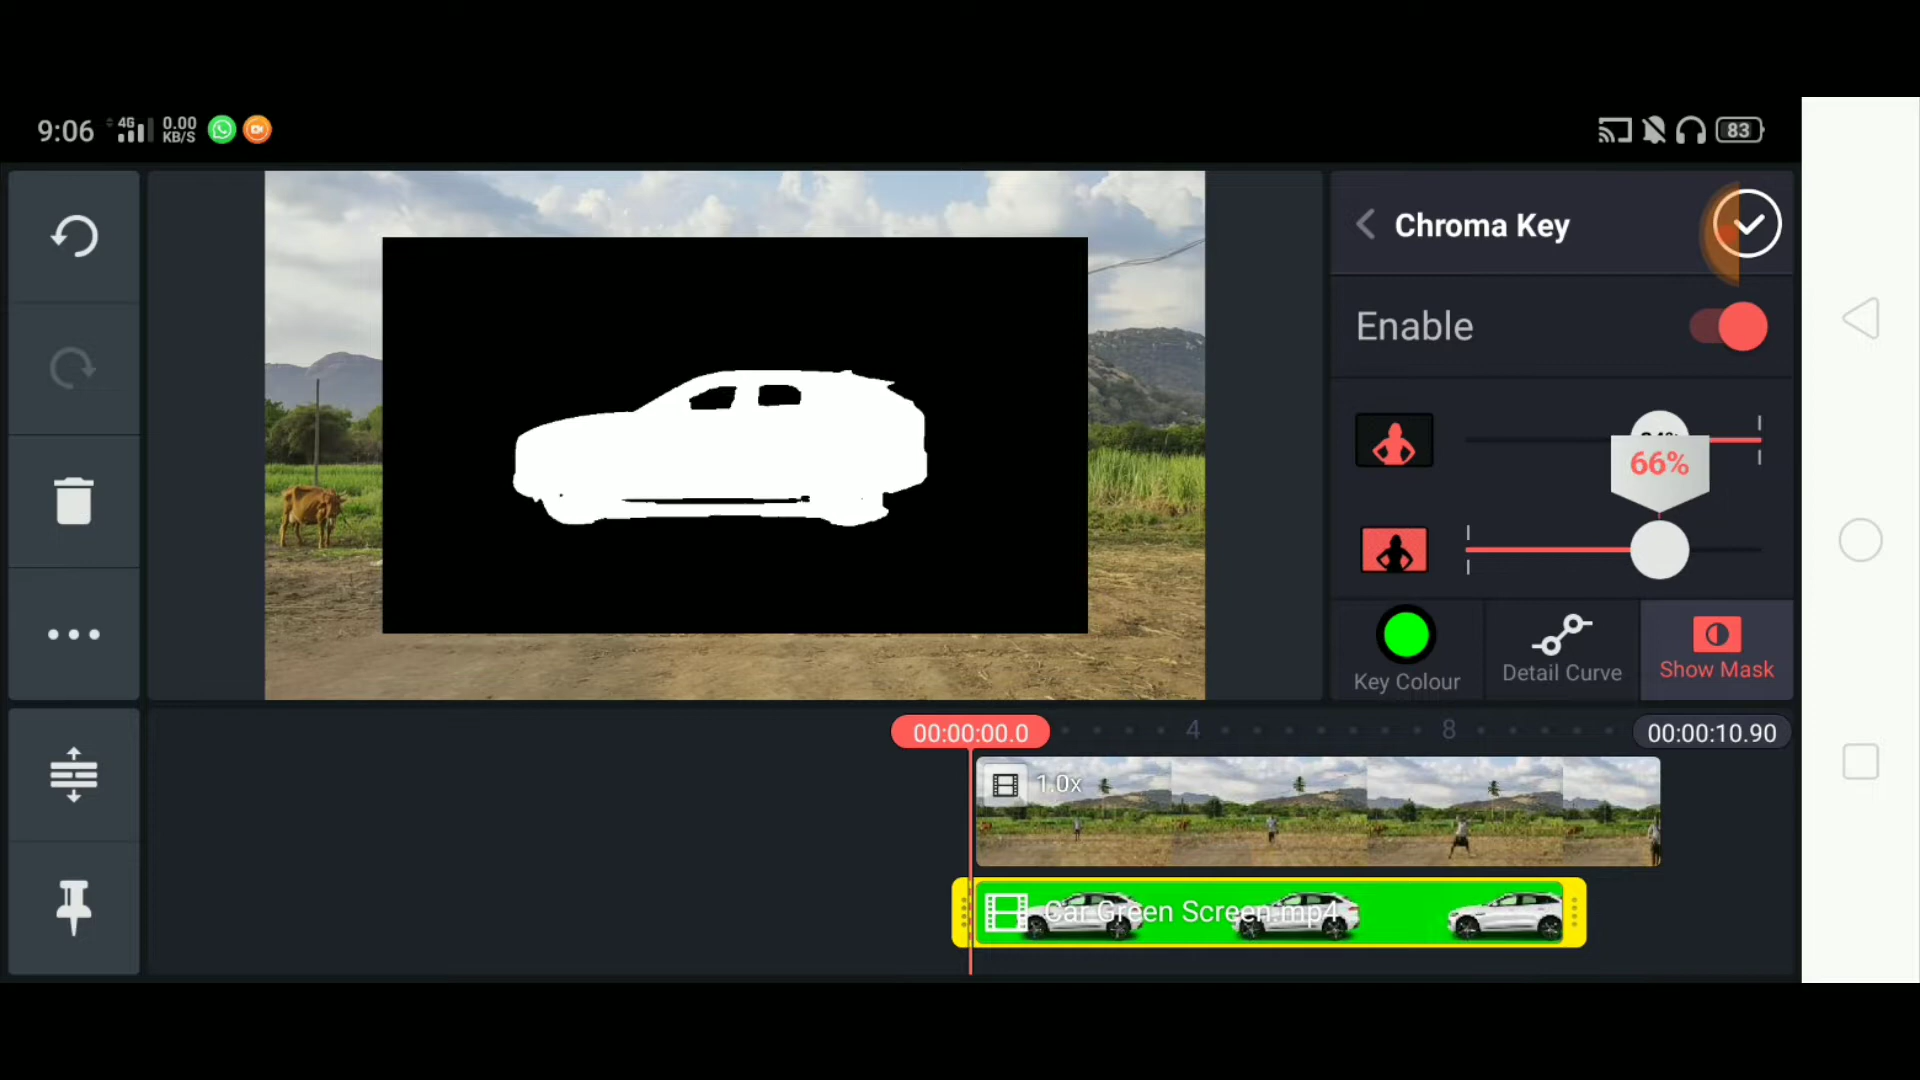 9:06
4G
0.00
KB/S
83
Chroma Key
Enable
66%
Key Colour
Detail Curve
Show Mask
00:00:00.0
4
8
00:00:10.90
1.0x
Car Green Screen.mp4